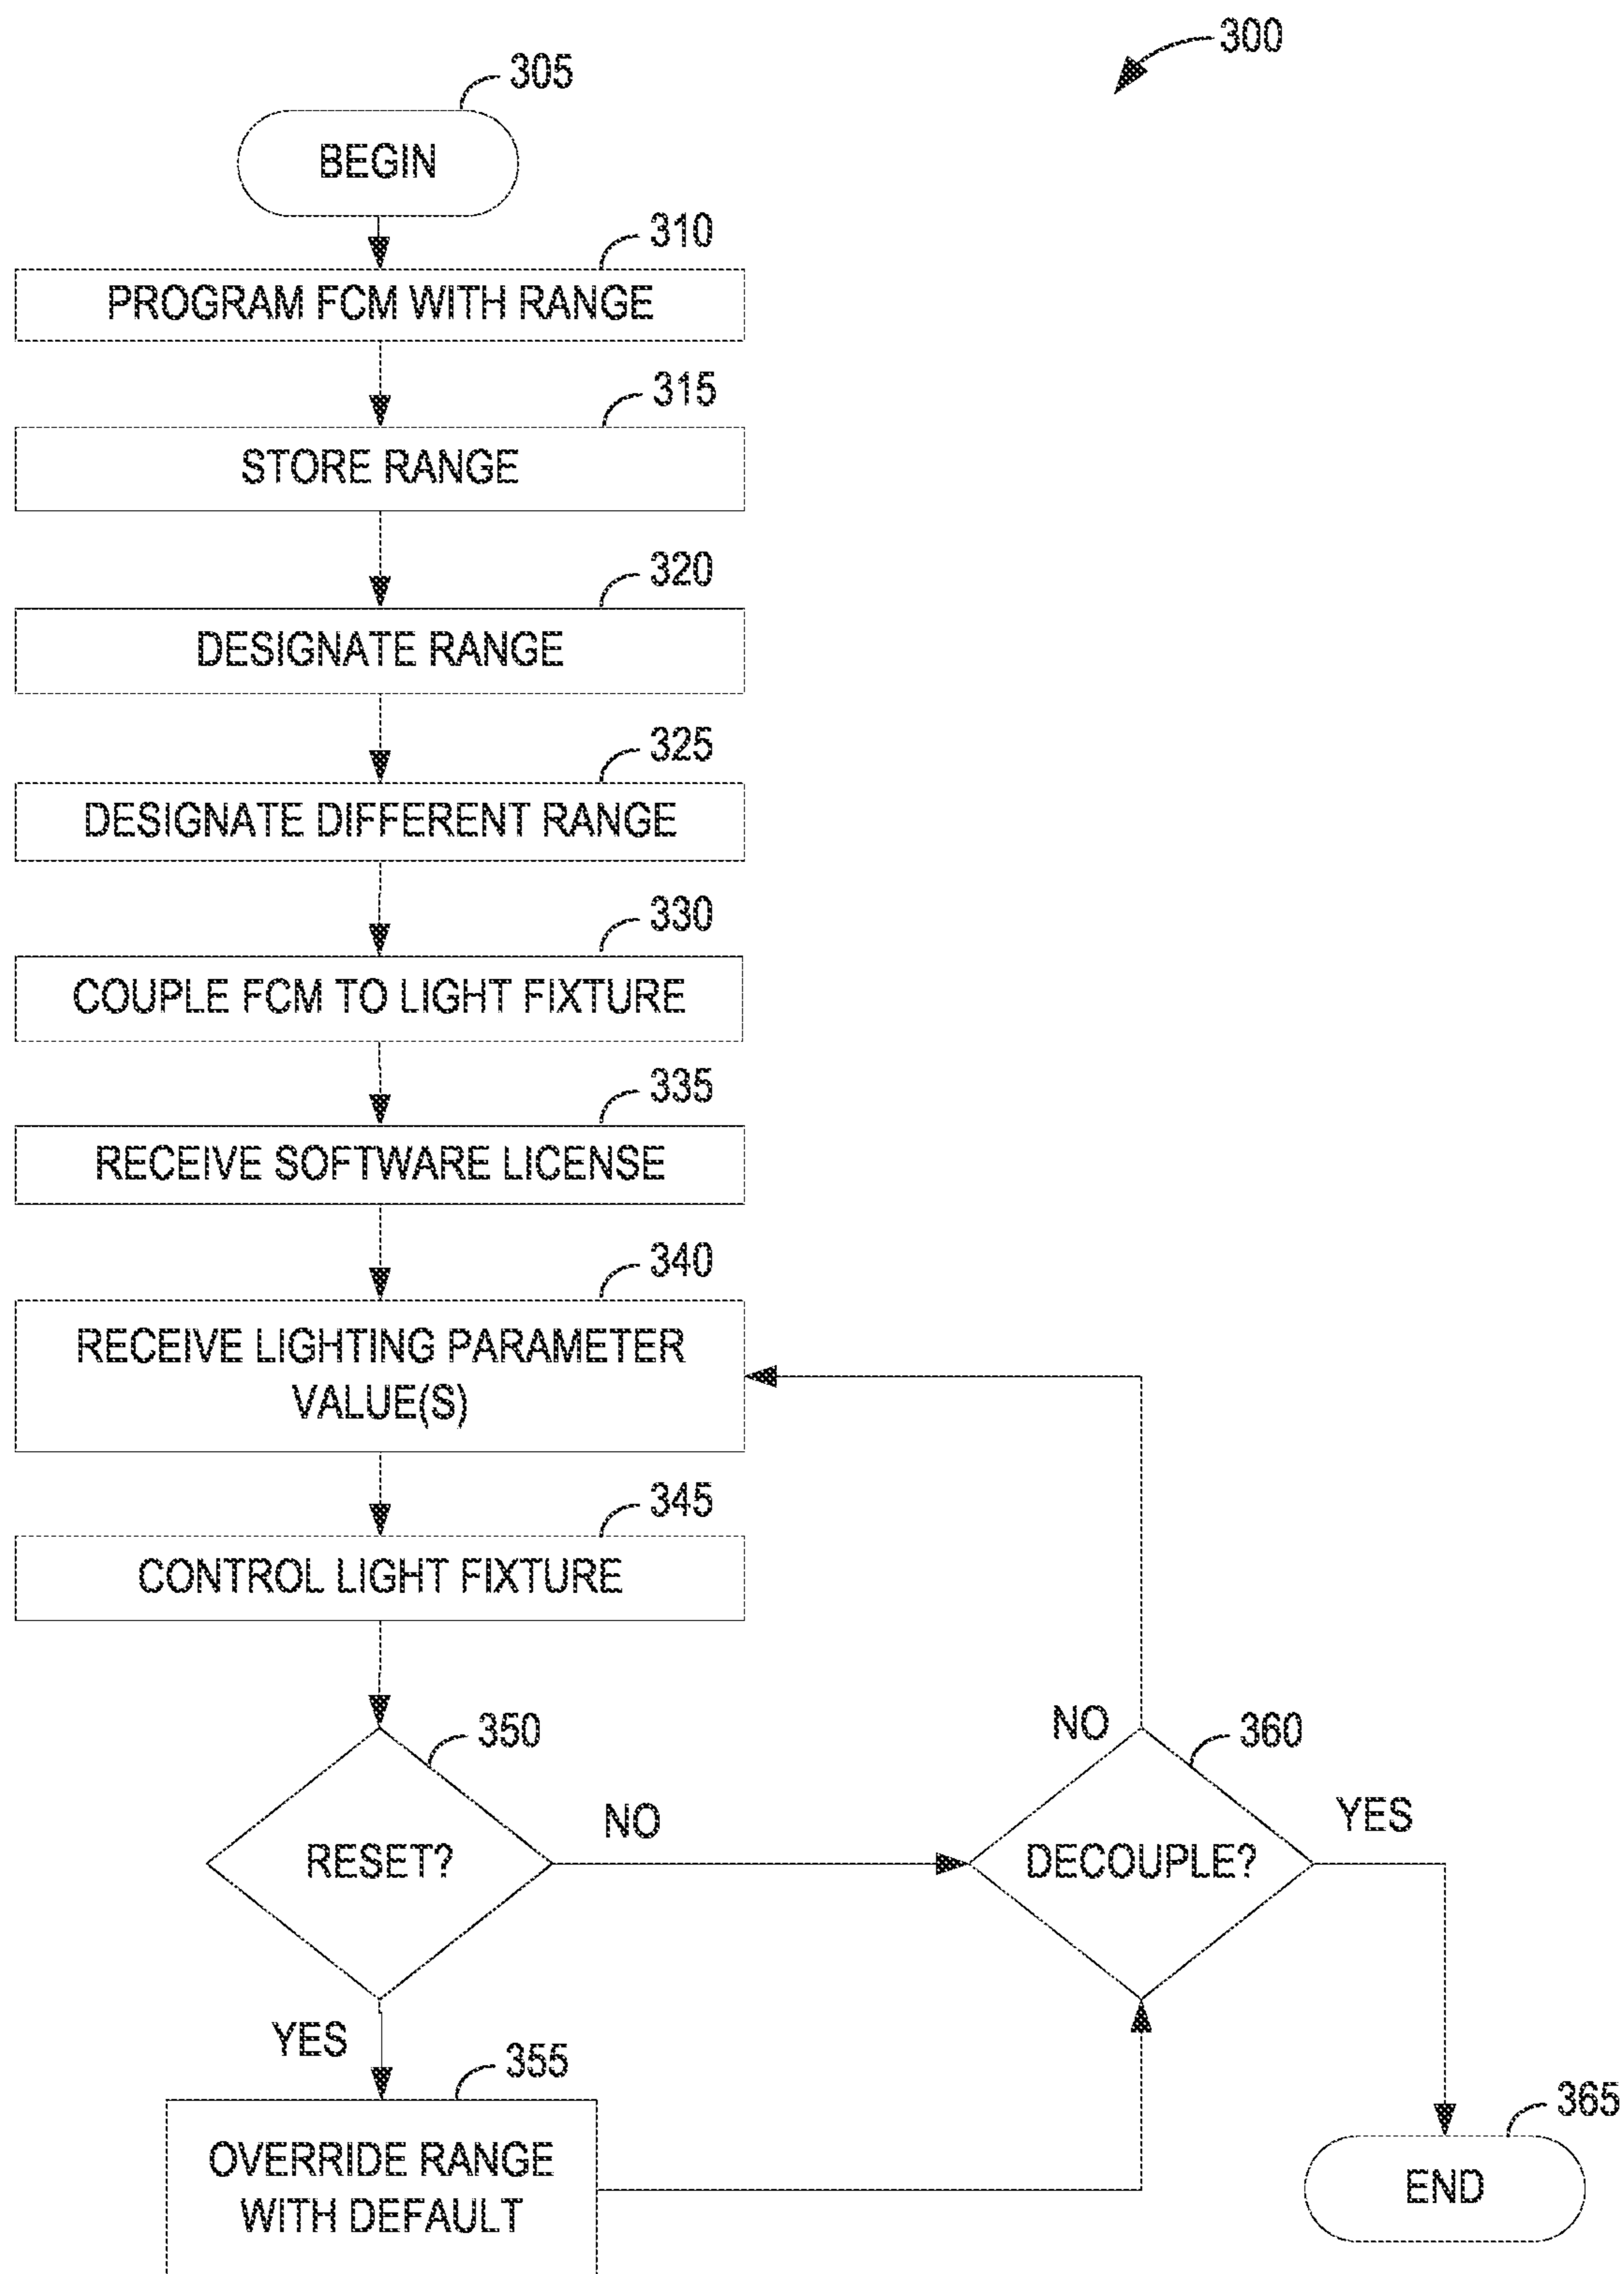 300
305
BEGIN
310
PROGRAM FCM WITH RANGE
315
STORE RANGE
320
DESIGNATE RANGE
325
DESIGNATE DIFFERENT RANGE
330
COUPLE FCM TO LIGHT FIXTURE
335
RECEIVE SOFTWARE LICENSE
340
RECEIVE LIGHTING PARAMETER
VALUE(S)
345
CONTROL LIGHT FIXTURE
350
RESET?
NO
YES
355
OVERRIDE RANGE
WITH DEFAULT
360
DECOUPLE?
NO
YES
365
END